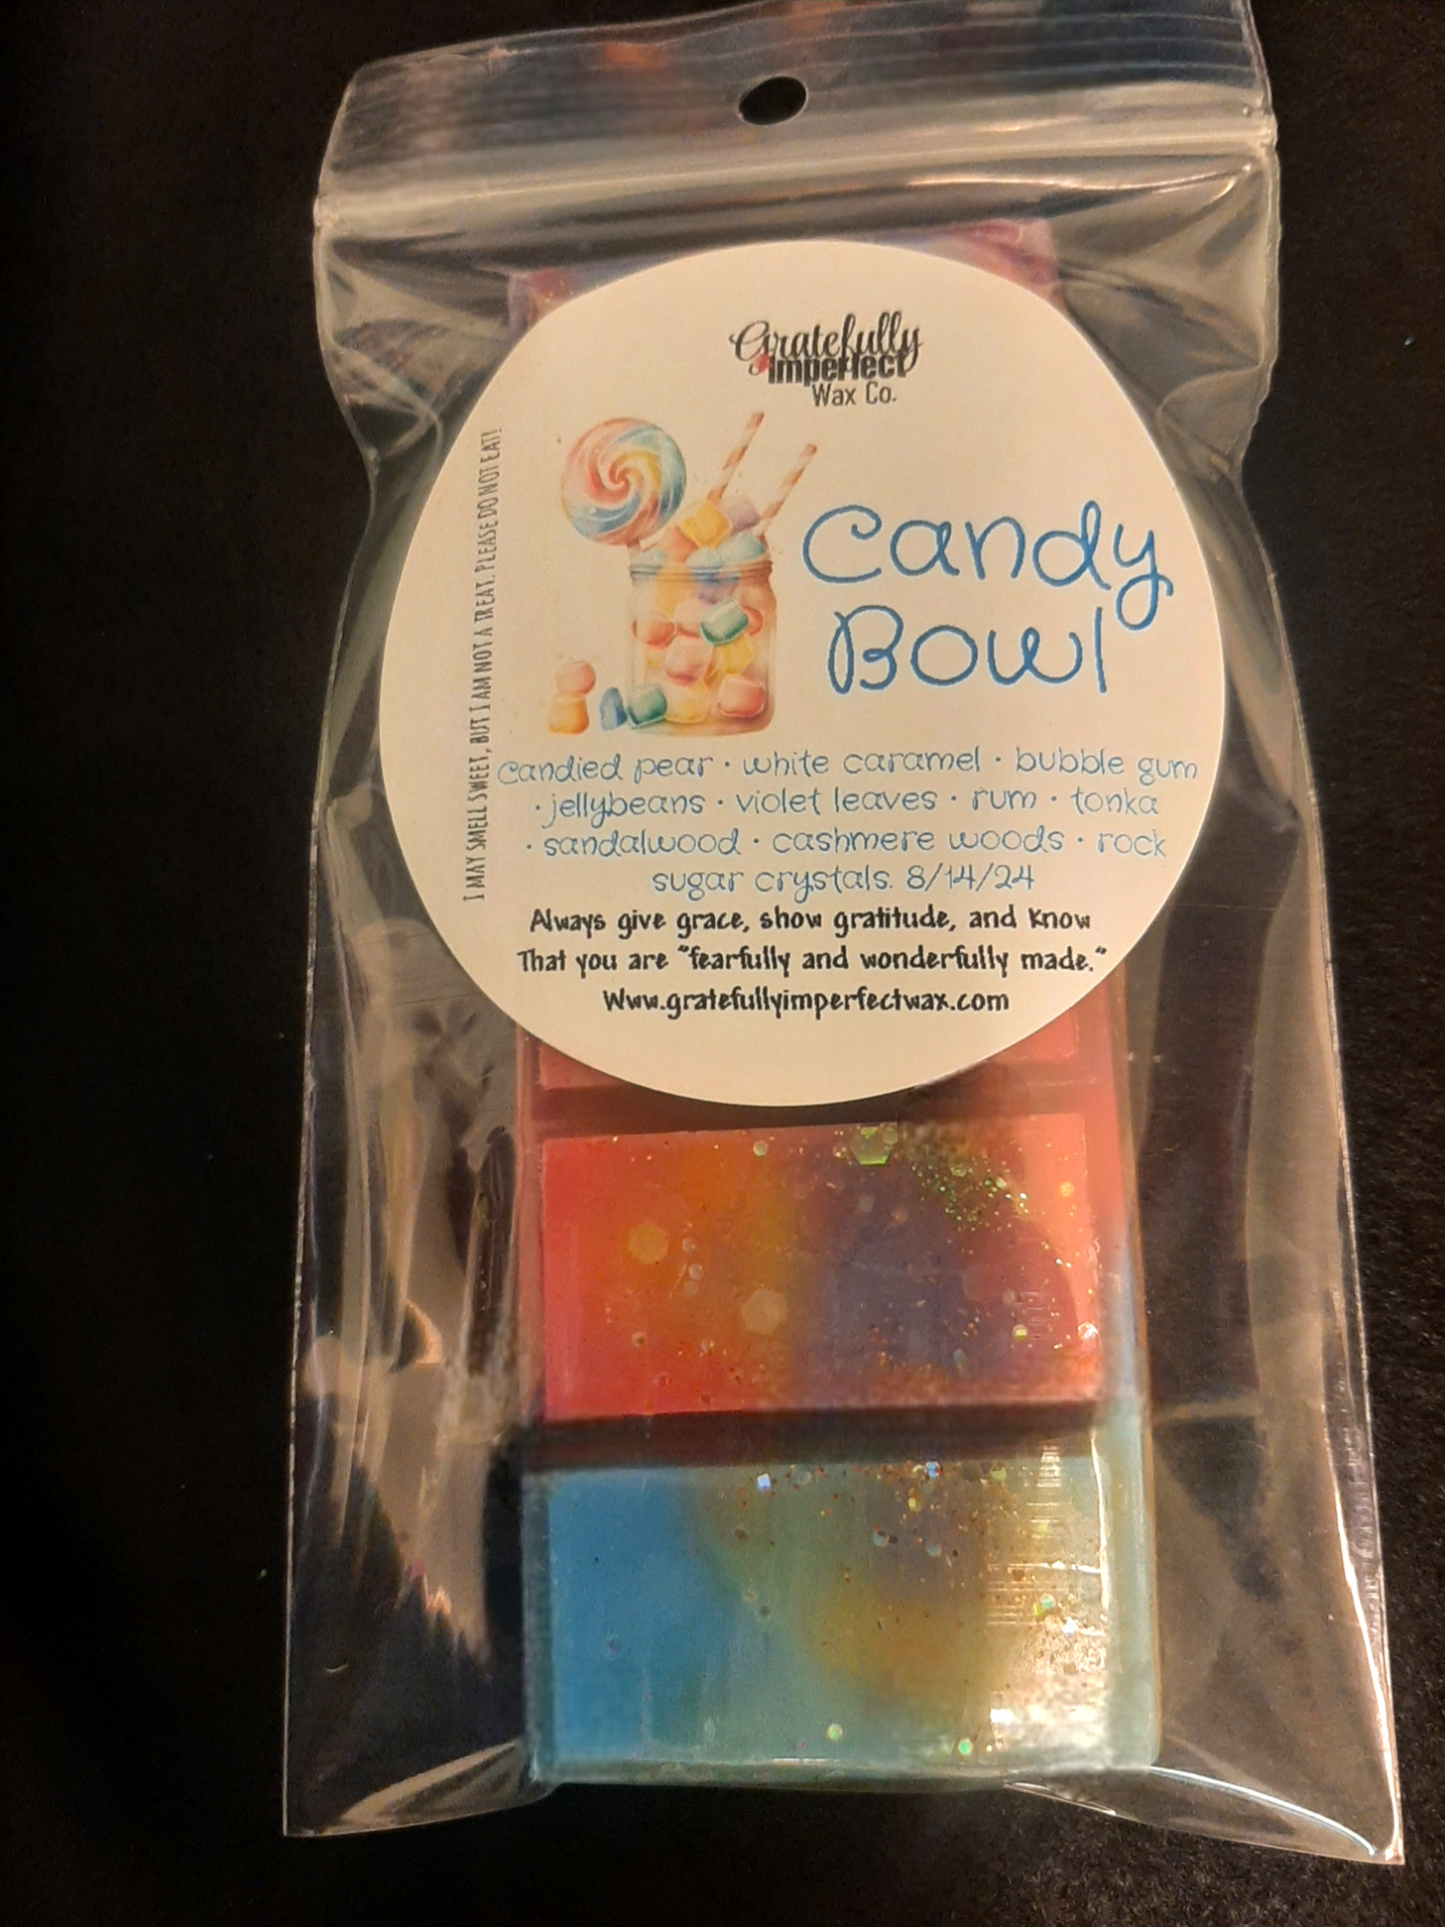 Gratefully
Imperfect
Wax Co.
Candy
Bowl
I MAY SMELL SWEET, BUT I AM NOT A TREAT. PLEASE DO NOT EAT!
candied pear • white caramel • bubble gum
• jellybeans • violet leaves • rum • tonka
• sandalwood • cashmere woods • rock
sugar crystals. 8/14/24
Always give grace, show gratitude, and know
That you are "fearfully and wonderfully made."
Www.gratefullyimperfectwax.com